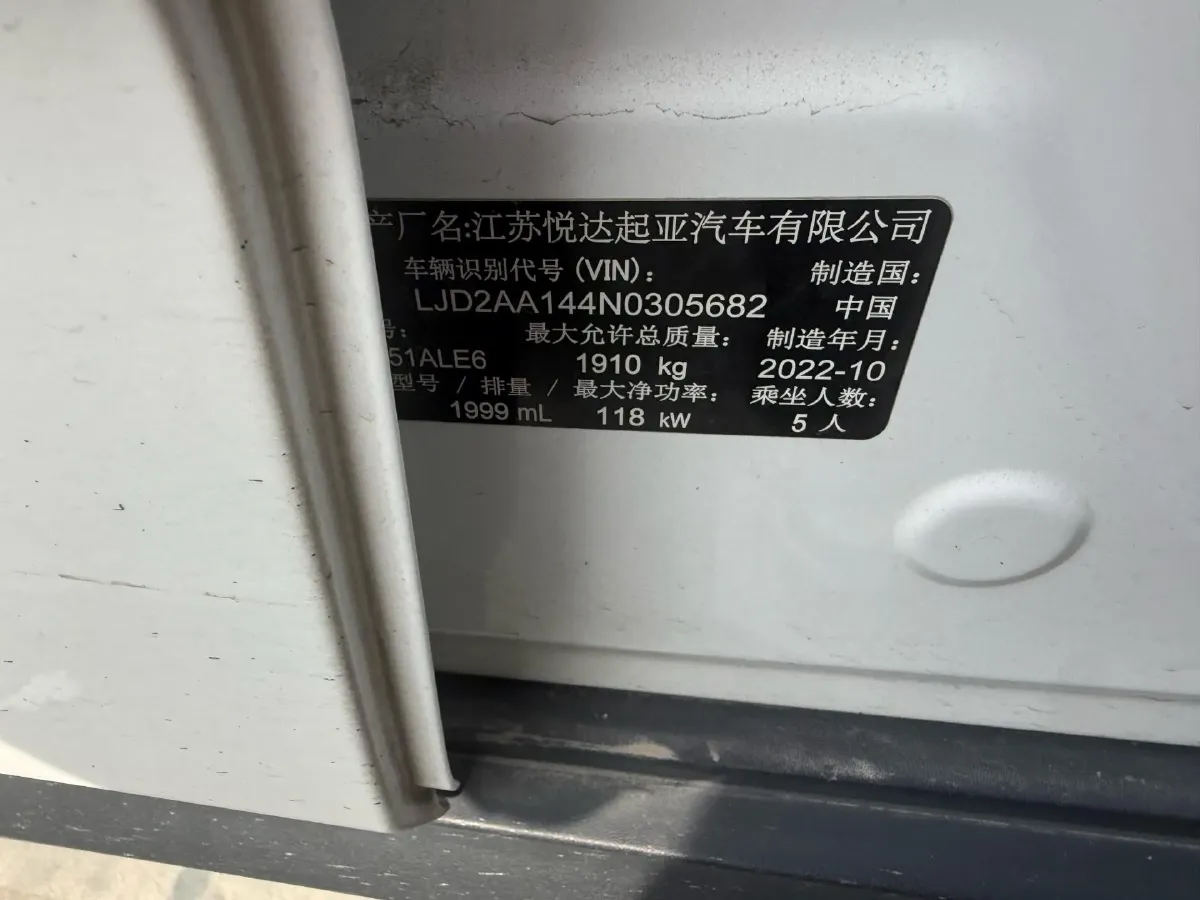 产厂名:江苏悦达起亚汽车有限公司
车辆识别代号(VIN): 制造国:
LJD2AA144N0305682 中国
号: 最大允许总质量: 制造年月:
51ALE6 1910 kg 2022-10
型号 / 排量 / 最大净功率: 乘坐人数:
1999 mL 118 kW 5 人